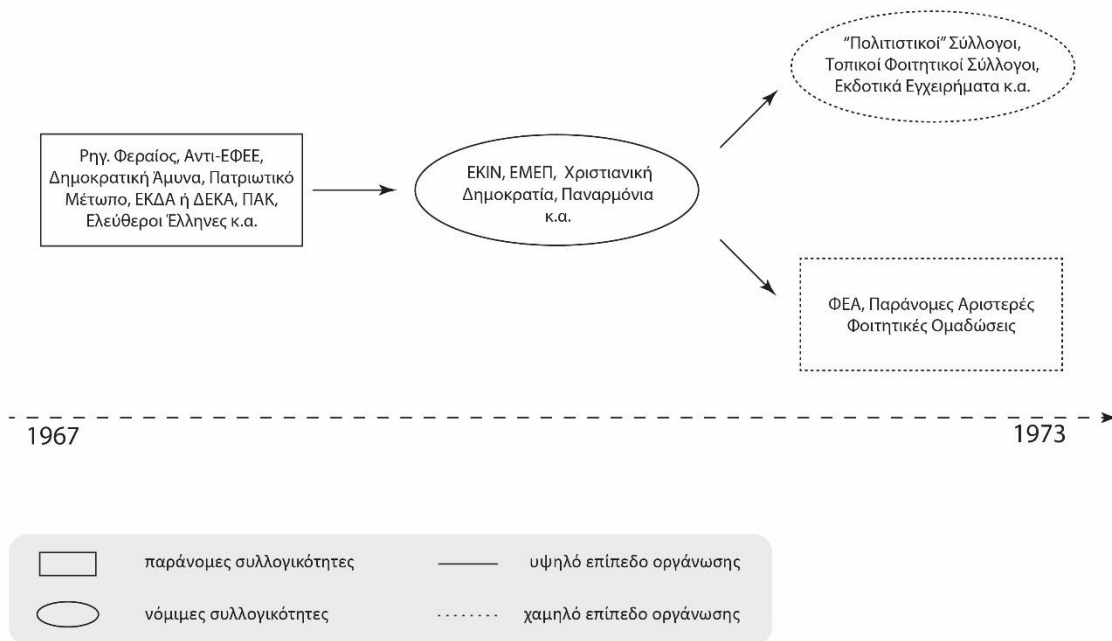 “Πολιτιστικοί” Σύλλογοι,
Τοπικοί Φοιτητικοί Σύλλογοι,
Εκδοτικά Εγχειρήματα κ.α.
Ρηγ. Φεραίος, Αντι-ΕΦΕΕ,
Δημοκρατική Άμυνα, Πατριωτικό
Μέτωπο, ΕΚΔΑ ή ΔΕΚΑ, ΠΑΚ,
Ελεύθεροι Έλληνες κ.α.
ΕΚΙΝ, ΕΜΕΠ, Χριστιανική
Δημοκρατία, Παναρμόνια
κ.α.
ΦΕΑ, Παράνομες Αριστερές
Φοιτητικές Ομαδώσεις
1967
1973
παράνομες συλλογικότητες
υψηλό επίπεδο οργάνωσης
νόμιμες συλλογικότητες
χαμηλό επίπεδο οργάνωσης